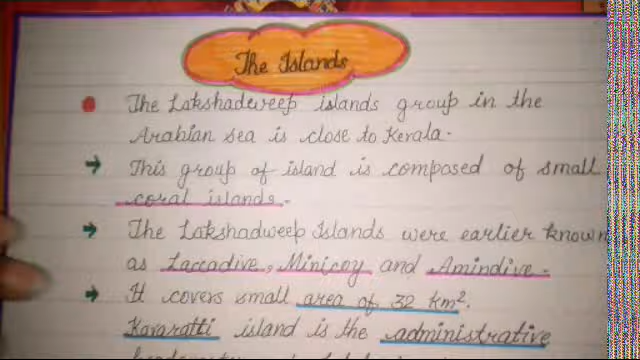 The Islands
The Lakshadweep islands group in the
Arabian sea is close to Kerala.
This group of island is composed of small
coral islands.
The Lakshadweep Islands were earlier known
as Laccadive, Minicoy and Amindive.
It covers small area of 32 km².
Kavaratti island is the administrative